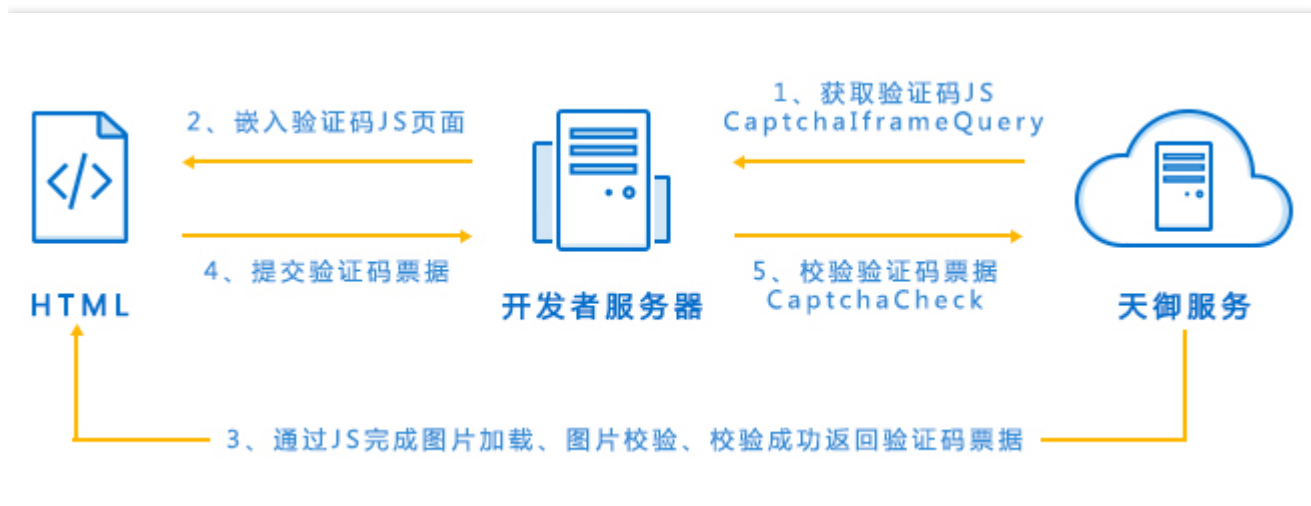 1、获取验证码JS
CaptchaIframeQuery
2、嵌入验证码JS页面
</>
4、提交验证码票据
5、校验验证码票据
CaptchaCheck
HTML
开发者服务器
天御服务
3、通过JS完成图片加载、图片校验、校验成功返回验证码票据